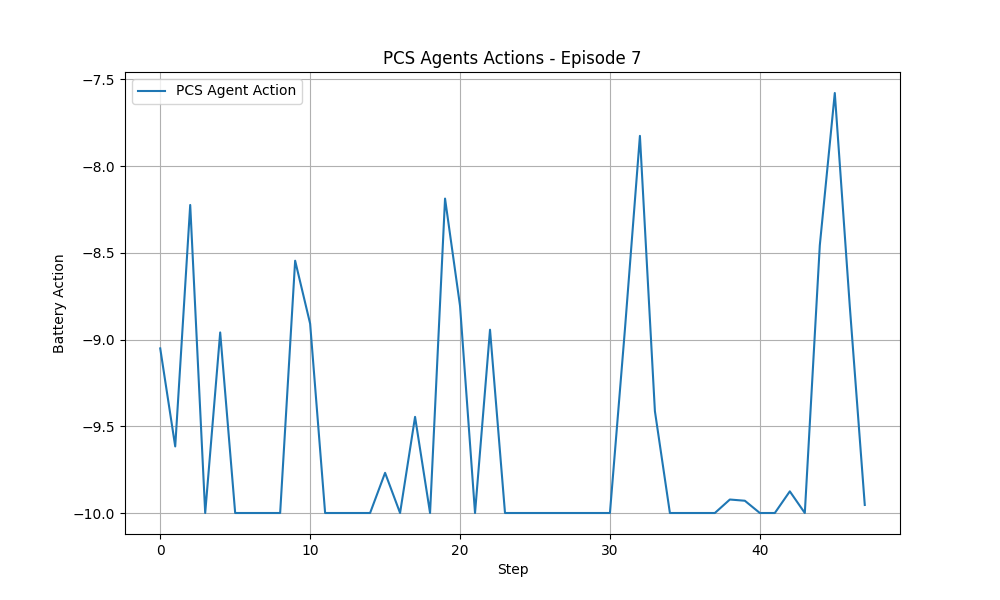 PCS Agents Actions - Episode 7
PCS Agent Action
Battery Action
−7.5
−8.0
−8.5
−9.0
−9.5
−10.0
0 10 20 30 40
Step